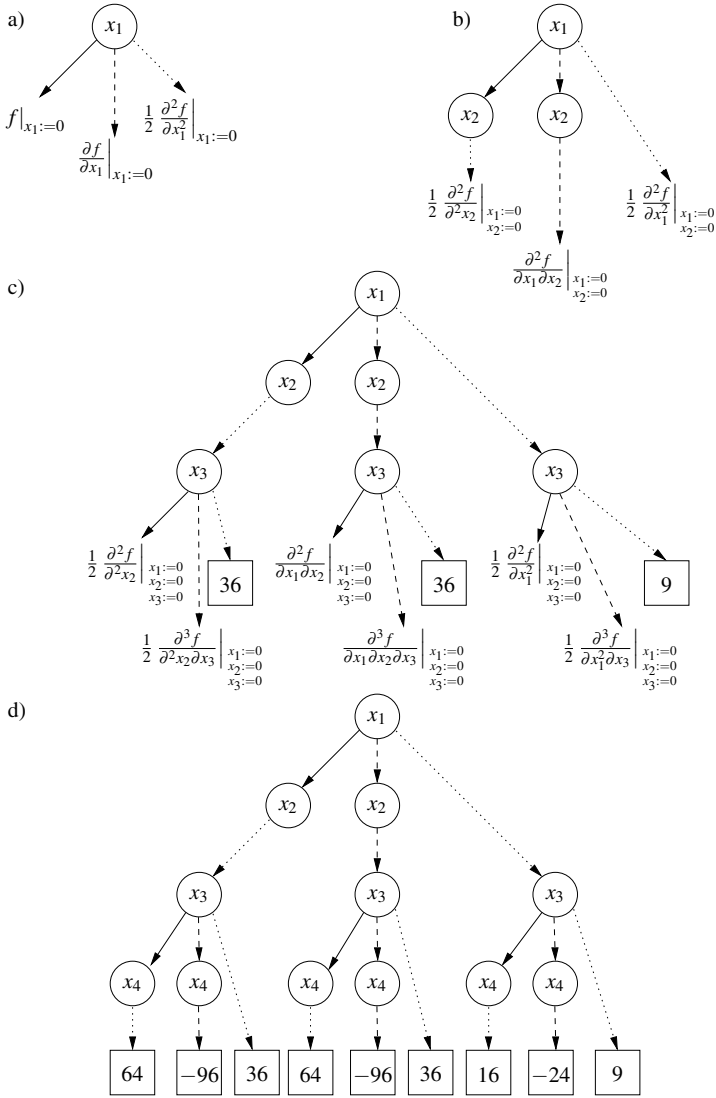 a)
x₁
f|ₓ₁:=0
∂f/∂x₁|ₓ₁:=0
1/2 ∂²f/∂x₁²|ₓ₁:=0
b)
x₁
x₂ x₂
1/2 ∂²f/∂²x₂| x₁:=0 x₂:=0
1/2 ∂²f/∂x₁²| x₁:=0 x₂:=0
∂²f/∂x₁∂x₂| x₁:=0 x₂:=0
c)
x₁
x₂ x₂
x₃ x₃ x₃
1/2 ∂²f/∂²x₂| x₁:=0 x₂:=0 x₃:=0
36
∂²f/∂x₁∂x₂| x₁:=0 x₂:=0 x₃:=0
36
1/2 ∂²f/∂x₁²| x₁:=0 x₂:=0 x₃:=0
9
1/2 ∂³f/∂²x₂∂x₃| x₁:=0 x₂:=0 x₃:=0
∂³f/∂x₁∂x₂∂x₃| x₁:=0 x₂:=0 x₃:=0
1/2 ∂³f/∂x₁²∂x₃| x₁:=0 x₂:=0 x₃:=0
d)
x₁
x₂ x₂
x₃ x₃ x₃
x₄ x₄ x₄ x₄ x₄ x₄
64 −96 36 64 −96 36 16 −24 9